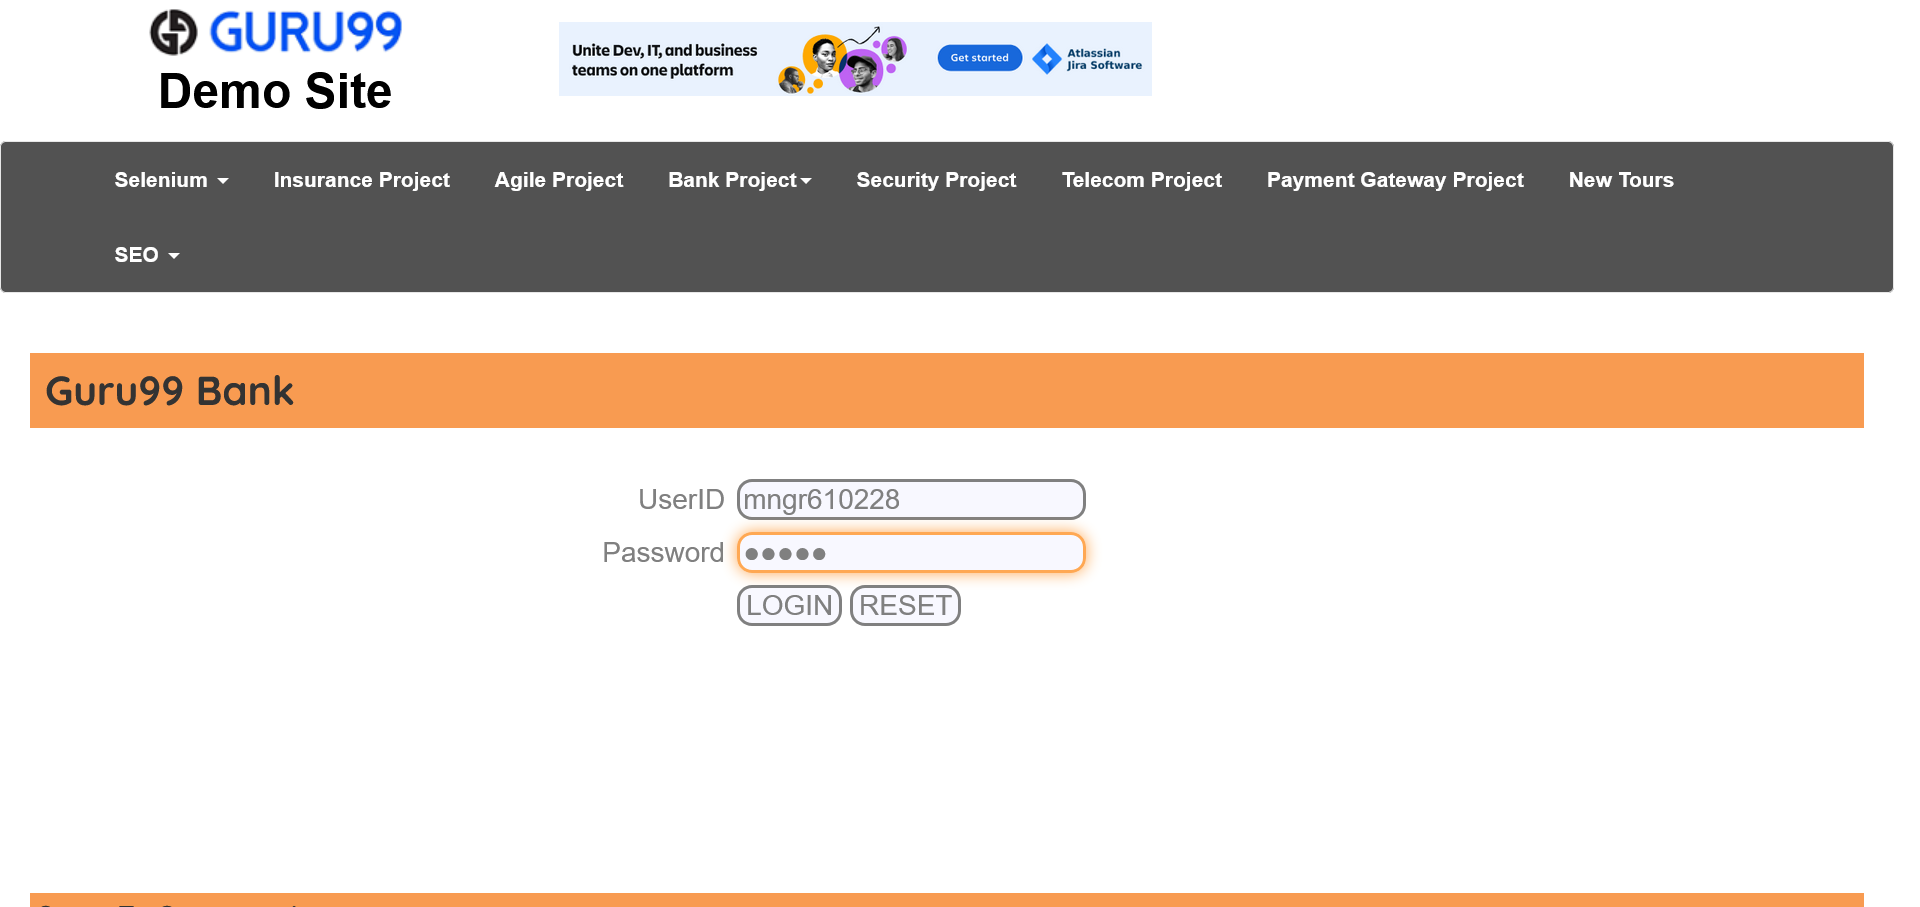 GURU99
Demo Site
Unite Dev, IT, and business
teams on one platform
Get started
Atlassian
Jira Software
Selenium
Insurance Project
Agile Project
Bank Project
Security Project
Telecom Project
Payment Gateway Project
New Tours
SEO
Guru99 Bank
UserID mngr610228
Password •••••
LOGIN RESET